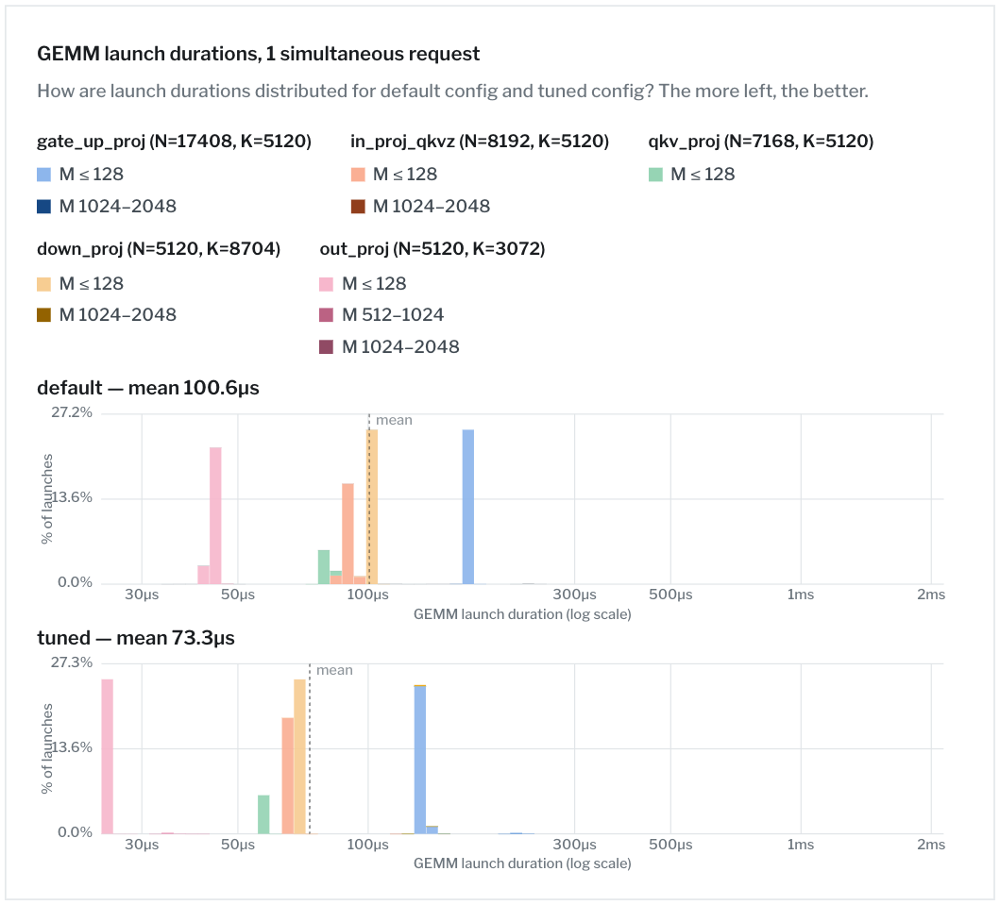 GEMM launch durations, 1 simultaneous request
How are launch durations distributed for default config and tuned config? The more left, the better.
gate_up_proj (N=17408, K=5120)
M ≤ 128
M 1024–2048
in_proj_qkvz (N=8192, K=5120)
M ≤ 128
M 1024–2048
qkv_proj (N=7168, K=5120)
M ≤ 128
down_proj (N=5120, K=8704)
M ≤ 128
M 1024–2048
out_proj (N=5120, K=3072)
M ≤ 128
M 512–1024
M 1024–2048
default — mean 100.6µs
27.2%
13.6%
0.0%
% of launches
mean
30µs 50µs 100µs 300µs 500µs 1ms 2ms
GEMM launch duration (log scale)
tuned — mean 73.3µs
27.3%
13.6%
0.0%
% of launches
mean
30µs 50µs 100µs 300µs 500µs 1ms 2ms
GEMM launch duration (log scale)